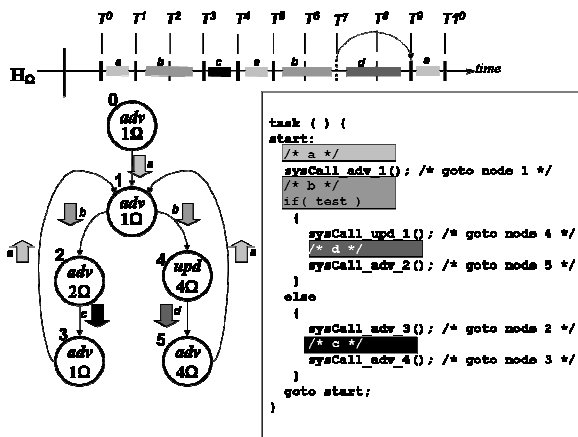 T⁰ T¹ T² T³ T⁴ T⁵ T⁶ T⁷ T⁸ T⁹ T¹⁰
a b c a b d a
H_Ω time
0
adv
1Ω
a
1
adv
1Ω
a b b a
2
adv
2Ω
4
upd
4Ω
c d
3
adv
1Ω
5
adv
4Ω
task ( ) {
start:
/* a */
sysCall_adv_1(); /* goto node 1 */
/* b */
if( test )
{
sysCall_upd_1(); /* goto node 4 */
/* d */
sysCall_adv_2(); /* goto node 5 */
}
else
{
sysCall_adv_3(); /* goto node 2 */
/* c */
sysCall_adv_4(); /* goto node 3 */
}
goto start;
}